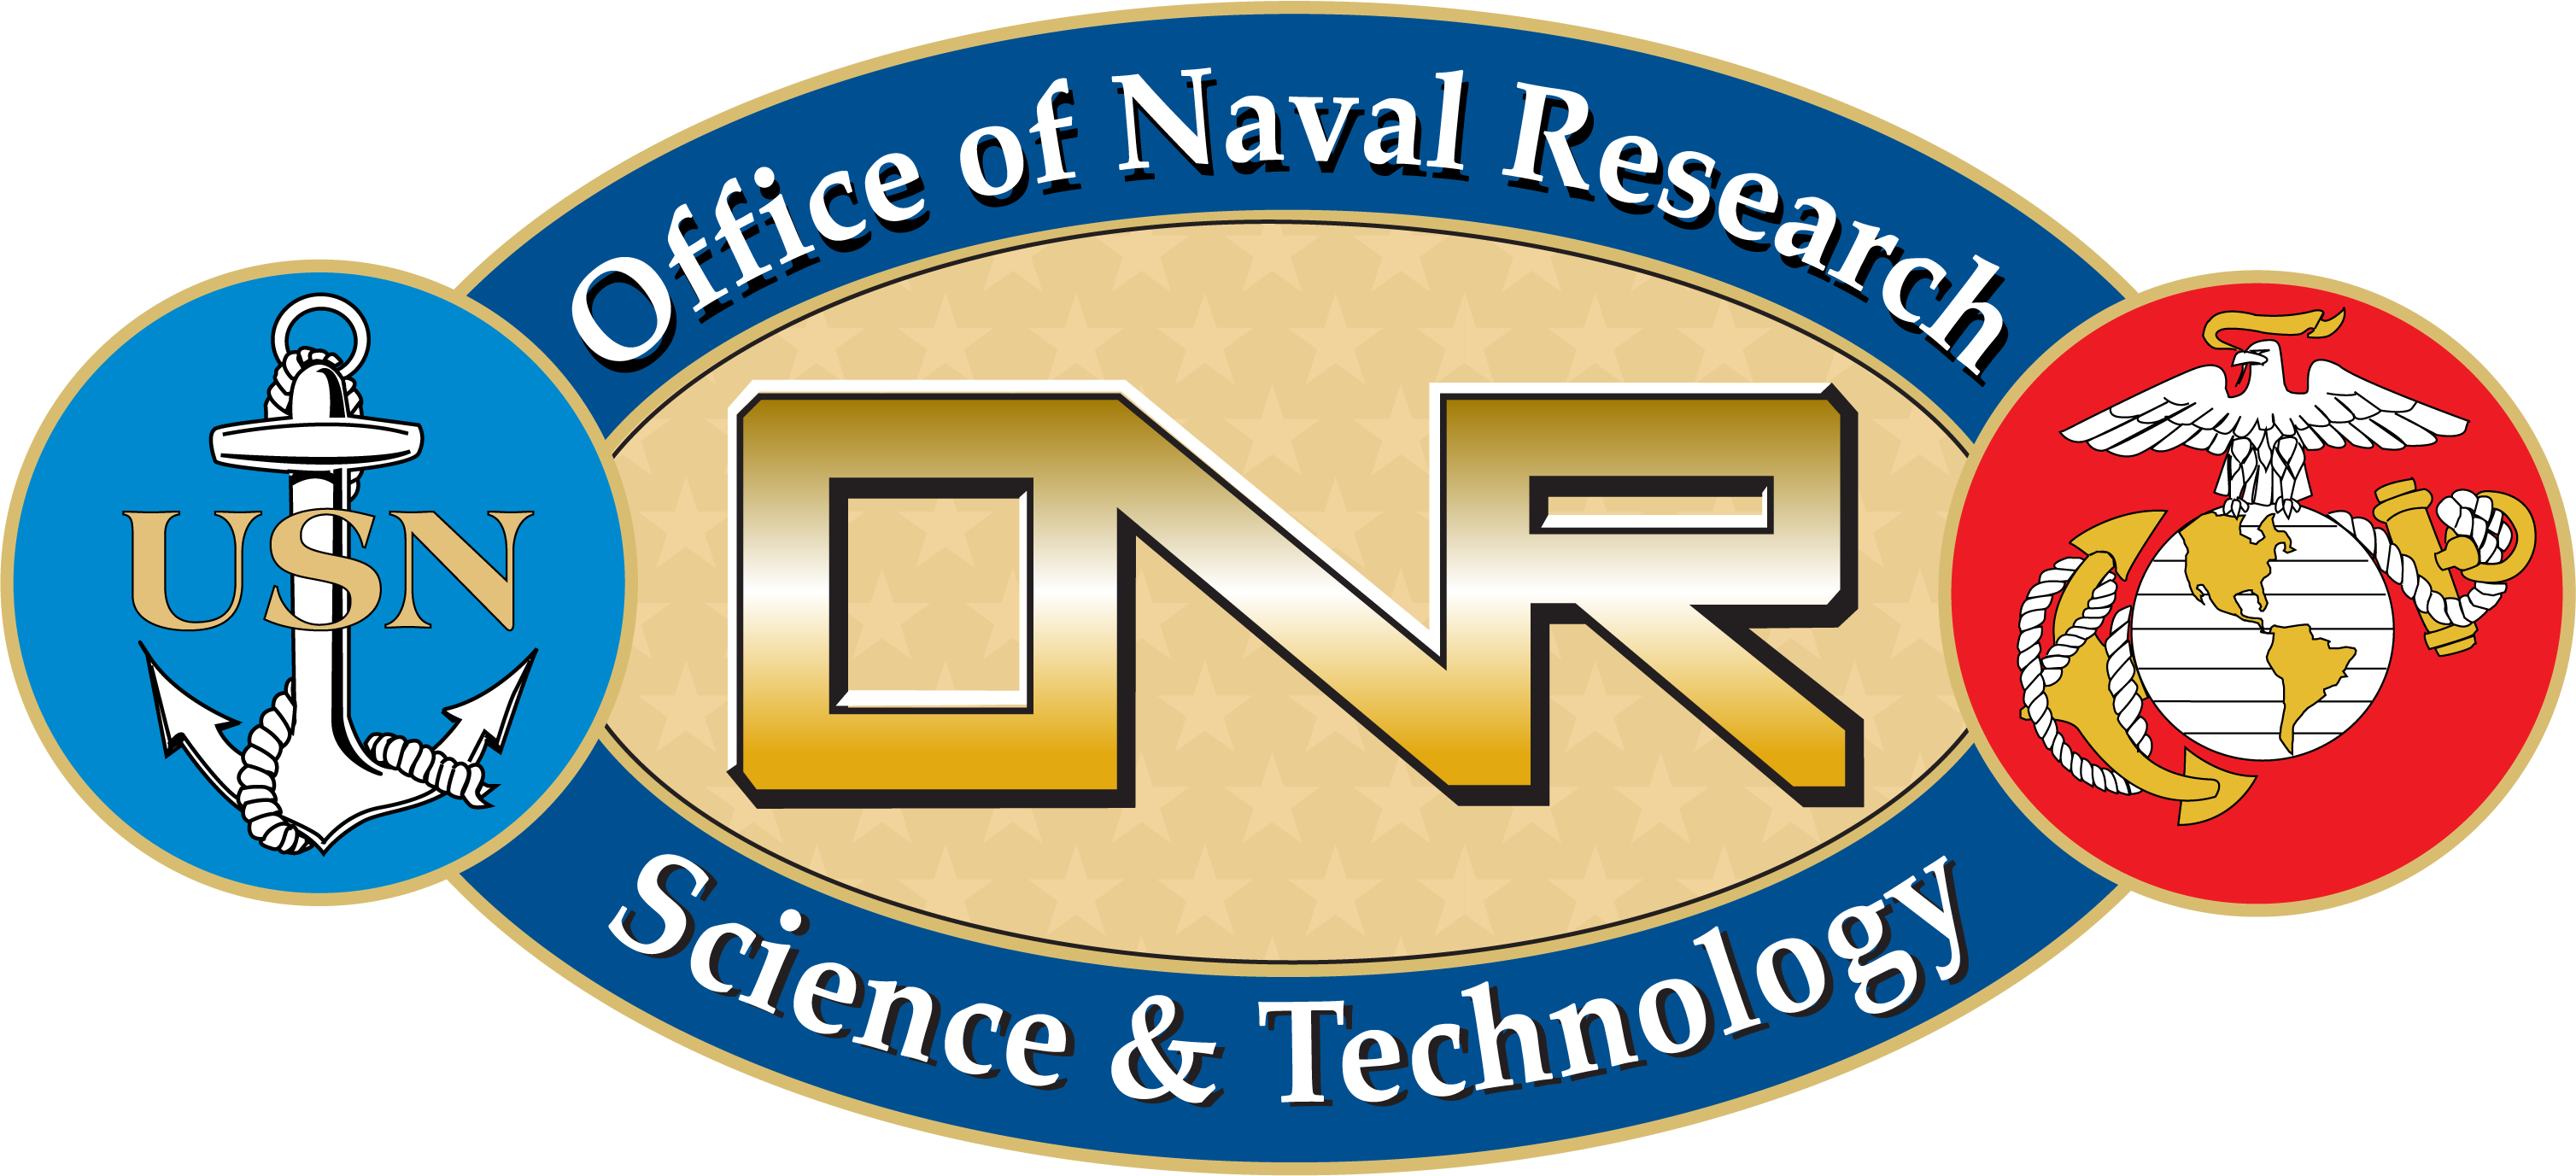 Office of Naval Research
USN
ONR
Science & Technology